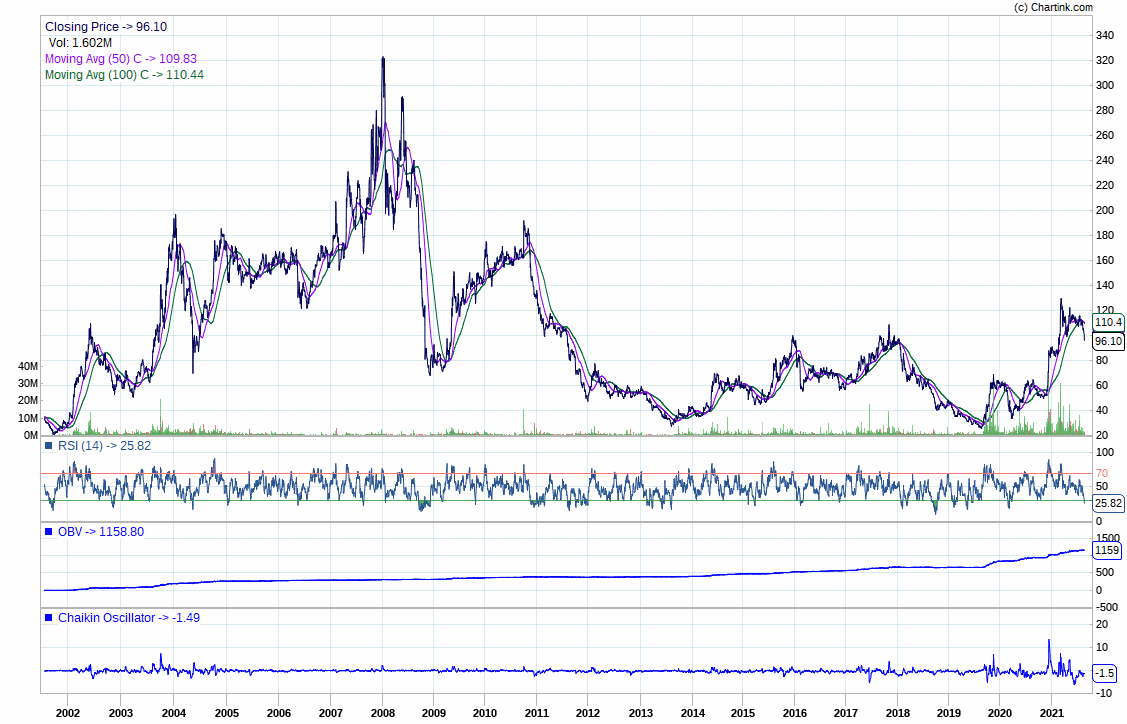 (c) Chartink.com
Closing Price -> 96.10
Vol: 1.602M
Moving Avg (50) C -> 109.83
Moving Avg (100) C -> 110.44
340
320
300
280
260
240
220
200
180
160
140
120
110.4
96.10
80
60
40
20
40M
30M
20M
10M
0M
RSI (14) -> 25.82
100
70
50
25.82
0
OBV -> 1158.80
1500
1159
500
0
-500
Chaikin Oscillator -> -1.49
20
10
-1.5
-10
2002 2003 2004 2005 2006 2007 2008 2009 2010 2011 2012 2013 2014 2015 2016 2017 2018 2019 2020 2021